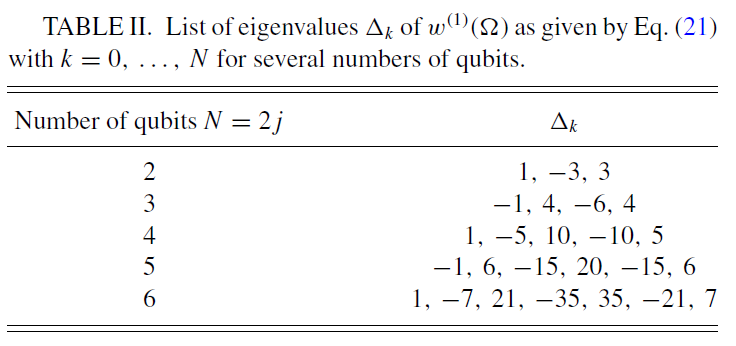 TABLE II. List of eigenvalues Δₖ of w⁽¹⁾(Ω) as given by Eq. (21)
with k = 0, ..., N for several numbers of qubits.
Number of qubits N = 2j Δₖ
2 1, −3, 3
3 −1, 4, −6, 4
4 1, −5, 10, −10, 5
5 −1, 6, −15, 20, −15, 6
6 1, −7, 21, −35, 35, −21, 7